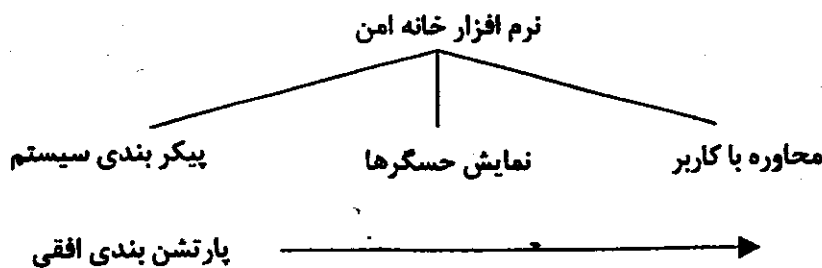 نرم افزار خانه امن
محاوره با کاربر نمایش حسگرها پیکر بندی سیستم
پارتشن بندی افقی